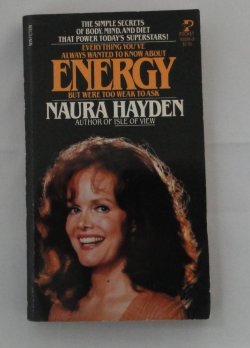 THE SIMPLE SECRETS
OF BODY, MIND, AND DIET
THAT POWER TODAY'S SUPERSTARS!
EVERYTHING YOU'VE
ALWAYS WANTED TO KNOW ABOUT
ENERGY
BUT WERE TOO WEAK TO ASK
NAURA HAYDEN
AUTHOR OF ISLE OF VIEW
POCKET